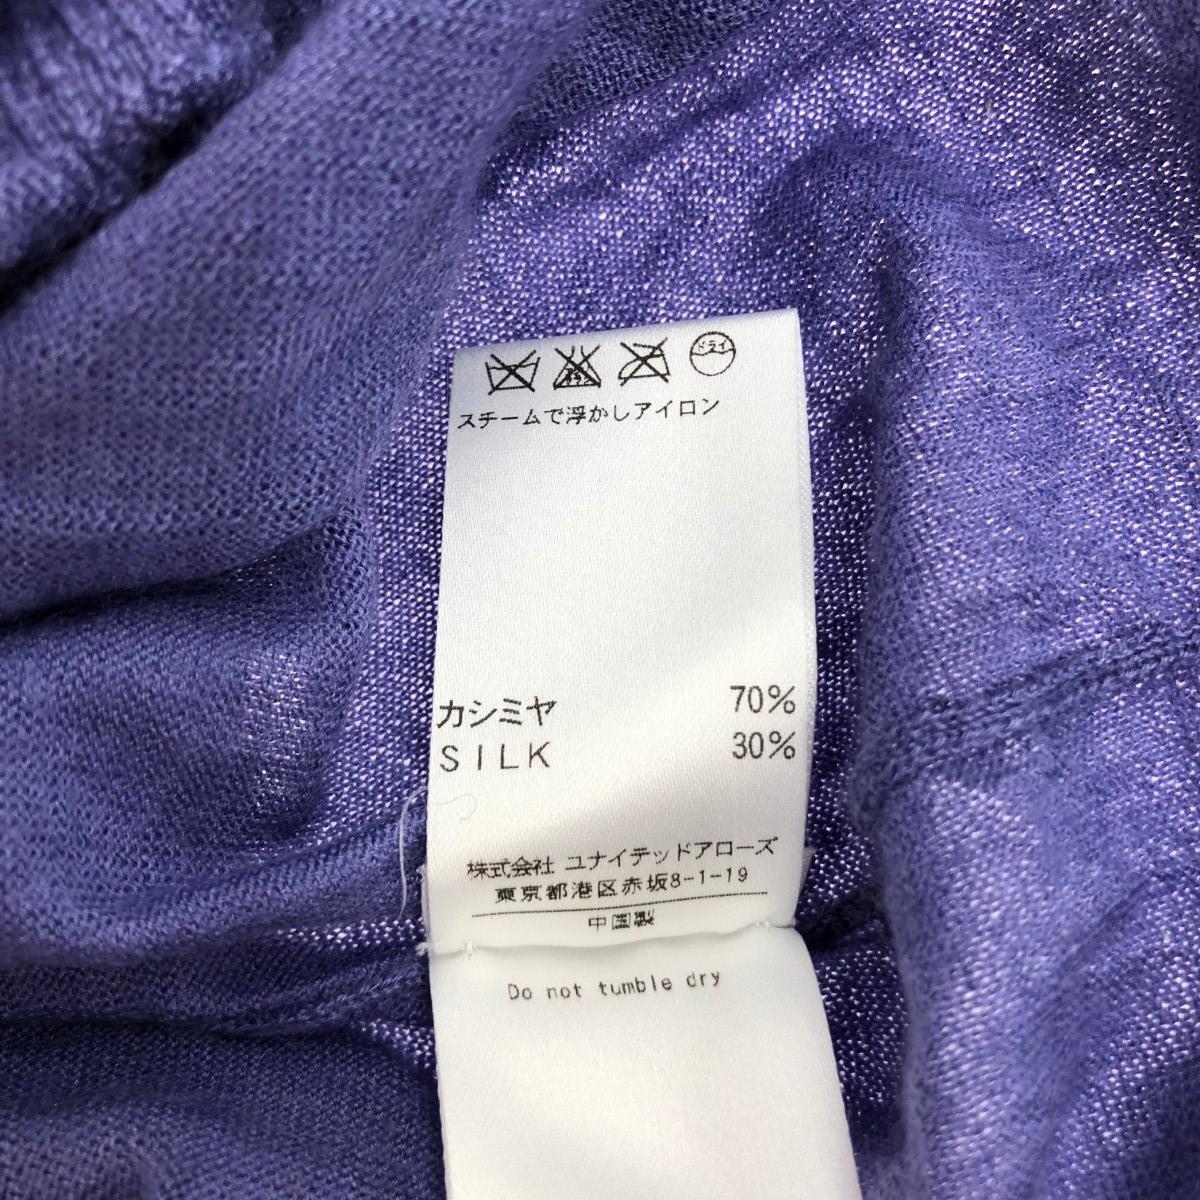 ドライ
スチームで浮かしアイロン
カシミヤ 70%
SILK 30%
株式会社 ユナイテッドアローズ
東京都港区赤坂8-1-19
中国製
Do not tumble dry